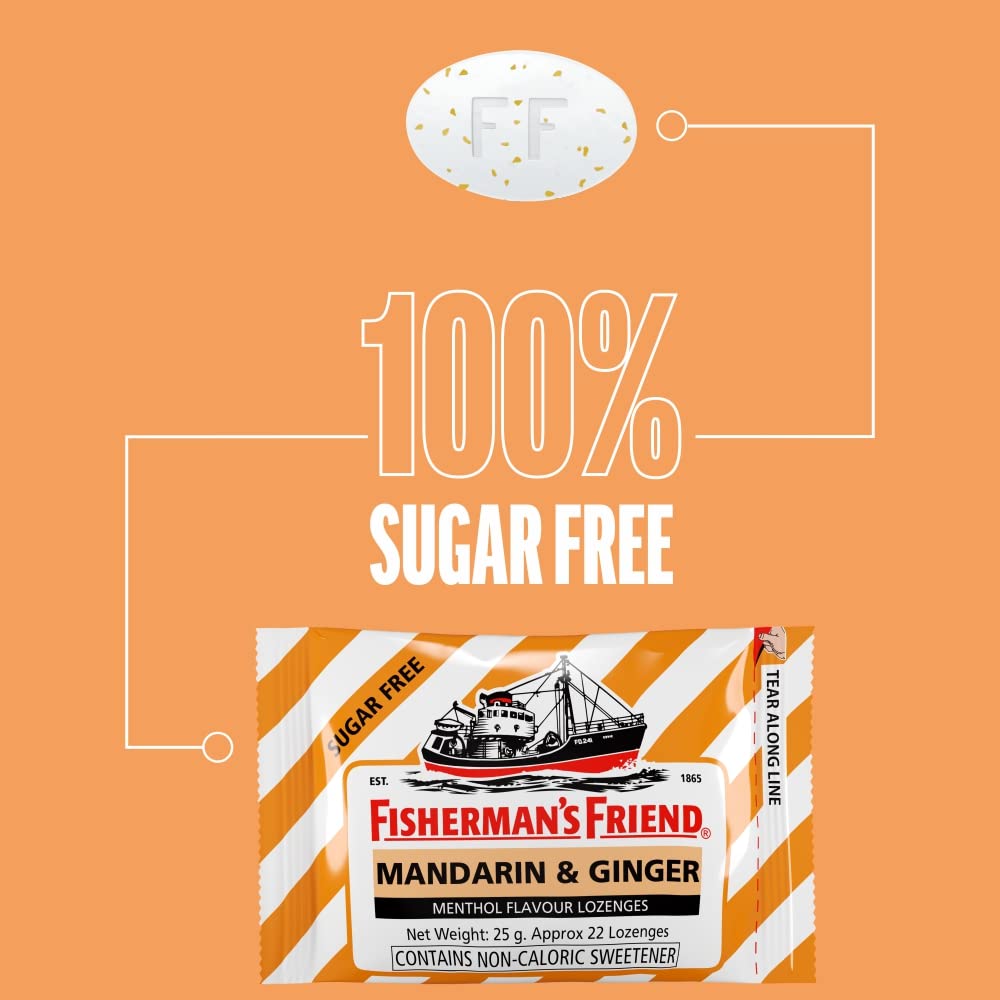 FF
100%
SUGAR FREE
SUGAR FREE
TEAR ALONG LINE
FD241
EST. 1865
FISHERMAN'S FRIEND®
MANDARIN & GINGER
MENTHOL FLAVOUR LOZENGES
Net Weight: 25 g. Approx 22 Lozenges
CONTAINS NON-CALORIC SWEETENER